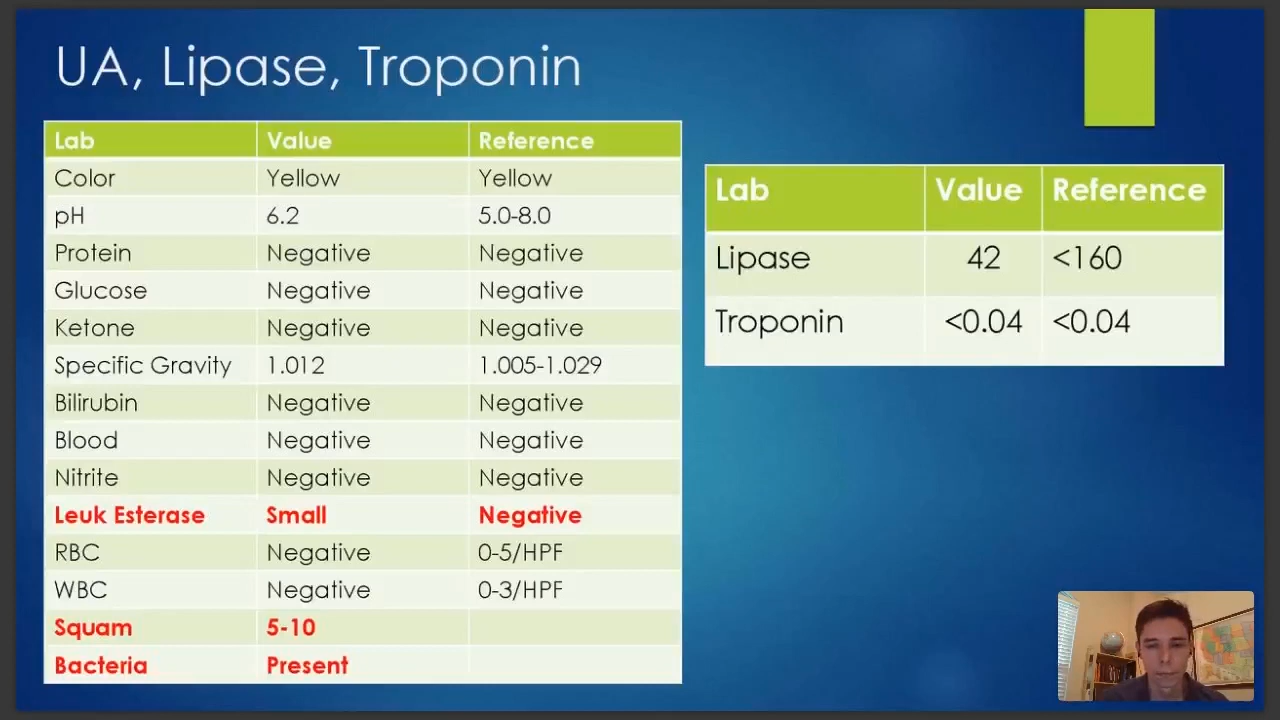 UA, Lipase, Troponin
Lab Value Reference
Color Yellow Yellow
pH 6.2 5.0-8.0
Protein Negative Negative
Glucose Negative Negative
Ketone Negative Negative
Specific Gravity 1.012 1.005-1.029
Bilirubin Negative Negative
Blood Negative Negative
Nitrite Negative Negative
Leuk Esterase Small Negative
RBC Negative 0-5/HPF
WBC Negative 0-3/HPF
Squam 5-10
Bacteria Present
Lab Value Reference
Lipase 42 <160
Troponin <0.04 <0.04